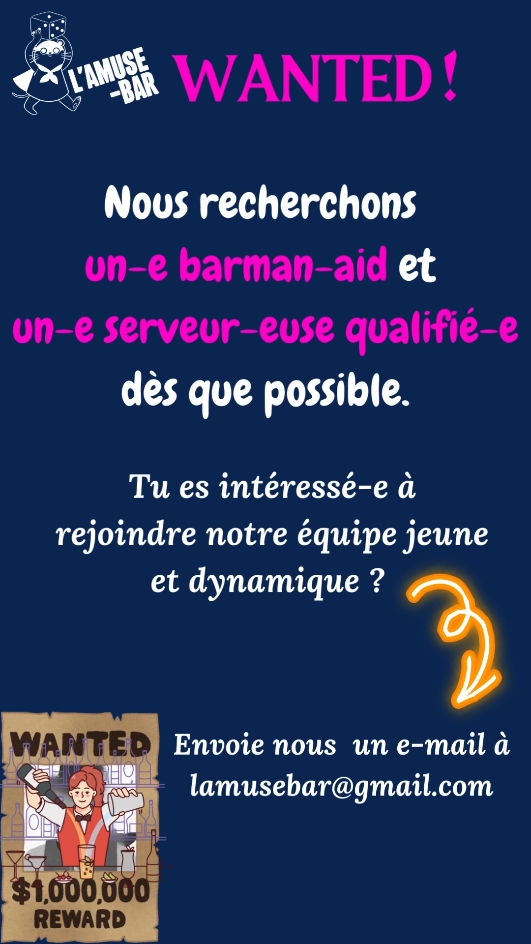 L'AMUSE
-BAR
WANTED!
Nous recherchons
un-e barman-aid et
un-e serveur-euse qualifié-e
dès que possible.
Tu es intéressé-e à
rejoindre notre équipe jeune
et dynamique ?
Envoie nous un e-mail à
lamusebar@gmail.com
WANTED
$1,000,000
REWARD